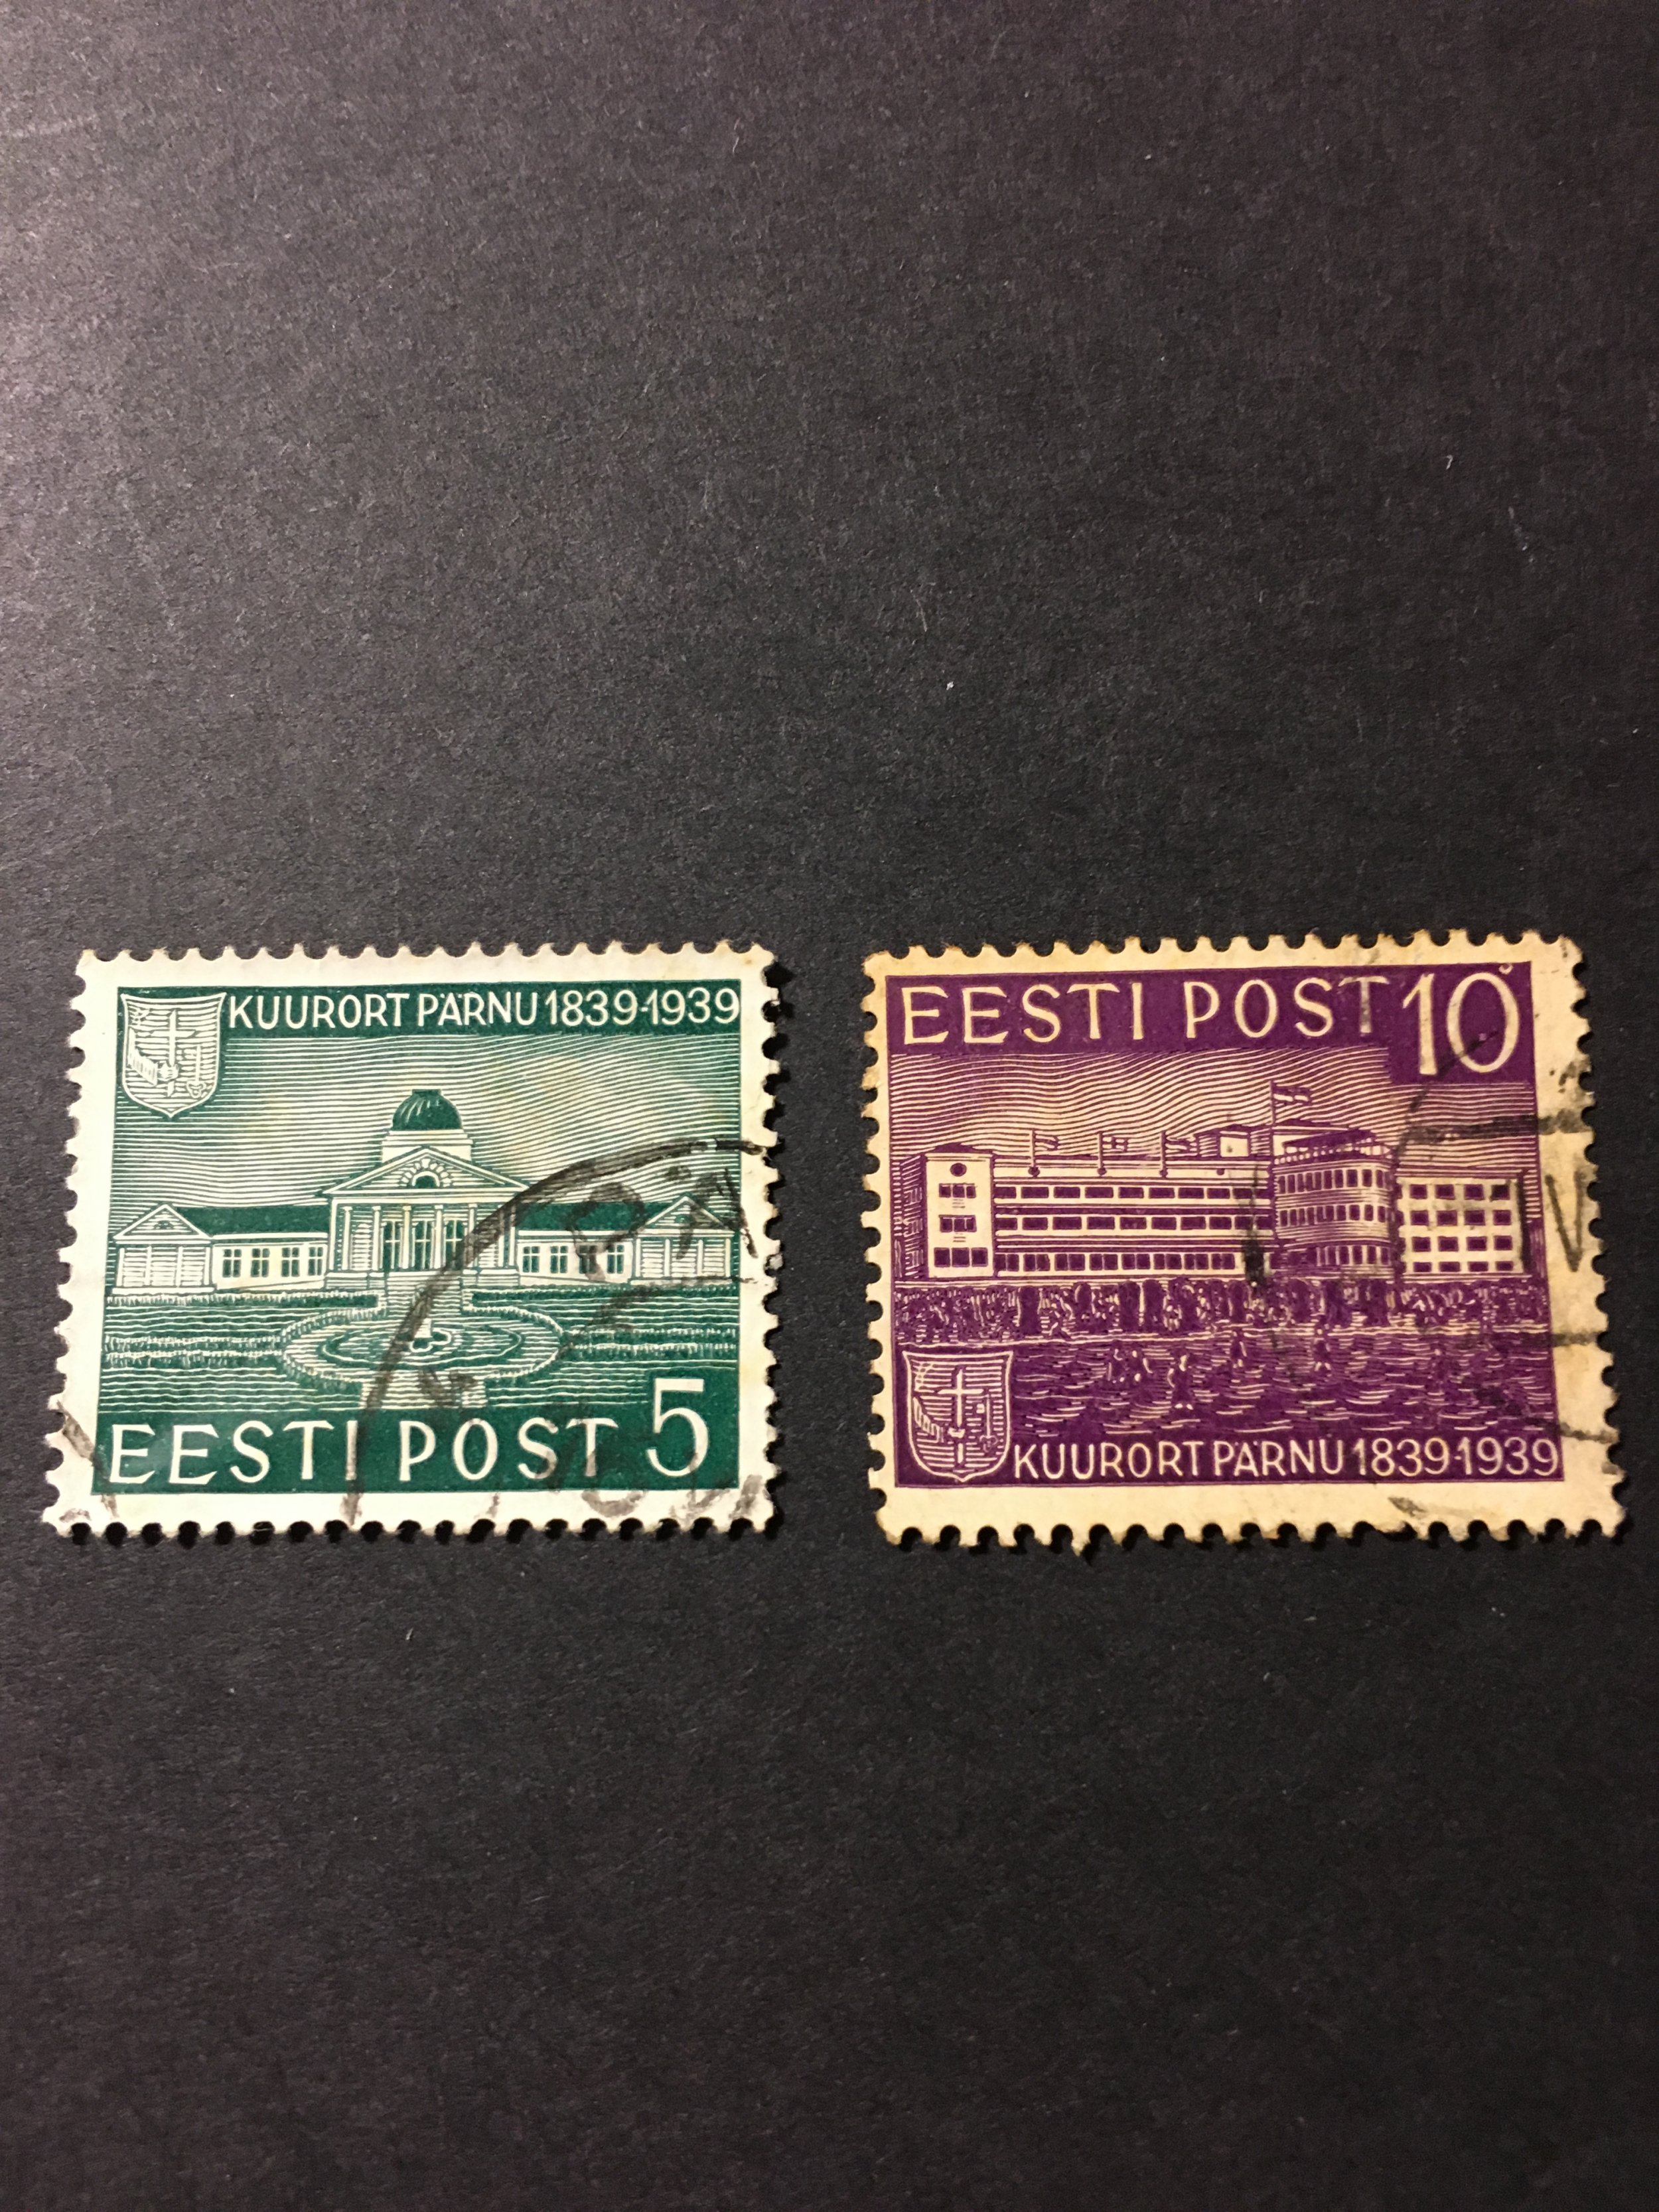 KUURORT PÄRNU 1839-1939
EESTI POST 5
EESTI POST 10
KUURORT PÄRNU 1839-1939